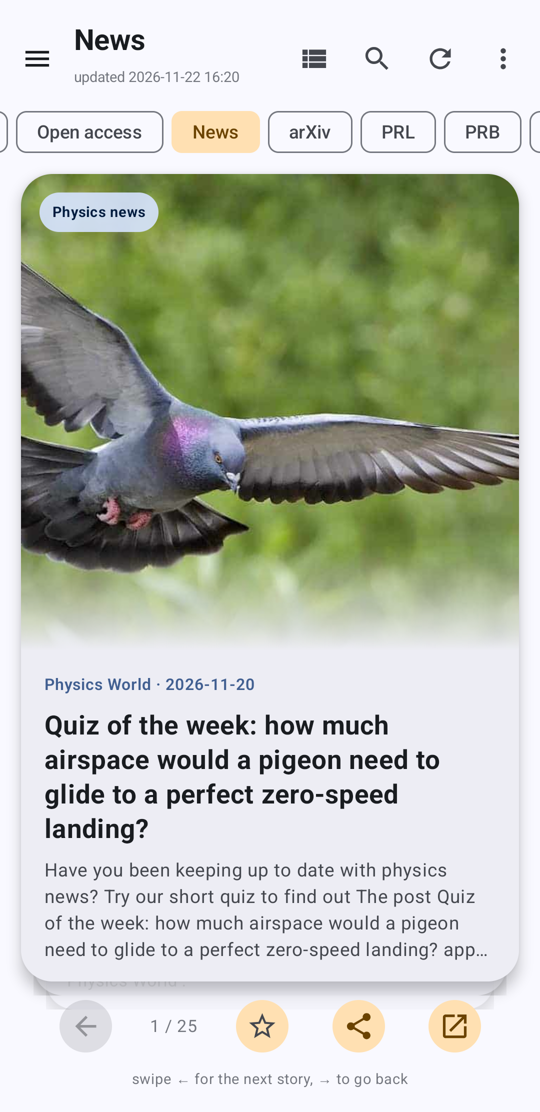 News
updated 2026-11-22 16:20
Open access
News
arXiv
PRL
PRB
Physics news
Physics World · 2026-11-20
Quiz of the week: how much
airspace would a pigeon need to
glide to a perfect zero-speed
landing?
Have you been keeping up to date with physics
news? Try our short quiz to find out The post Quiz
of the week: how much airspace would a pigeon
need to glide to a perfect zero-speed landing? app…
Physics World ·
1 / 25
swipe ← for the next story, → to go back